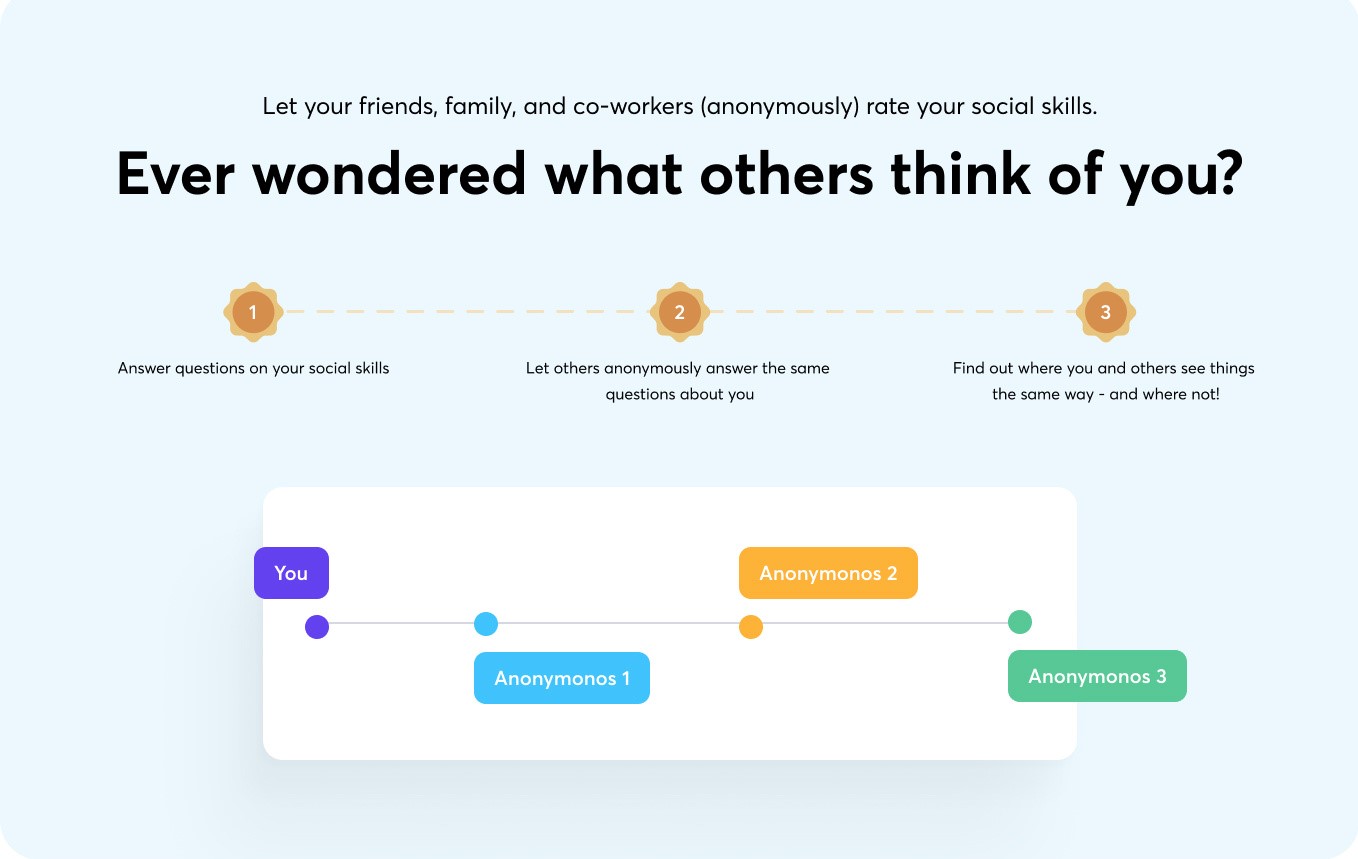 Let your friends, family, and co-workers (anonymously) rate your social skills.
Ever wondered what others think of you?
1
2
3
Answer questions on your social skills
Let others anonymously answer the same
questions about you
Find out where you and others see things
the same way - and where not!
You
Anonymonos 2
Anonymonos 1
Anonymonos 3